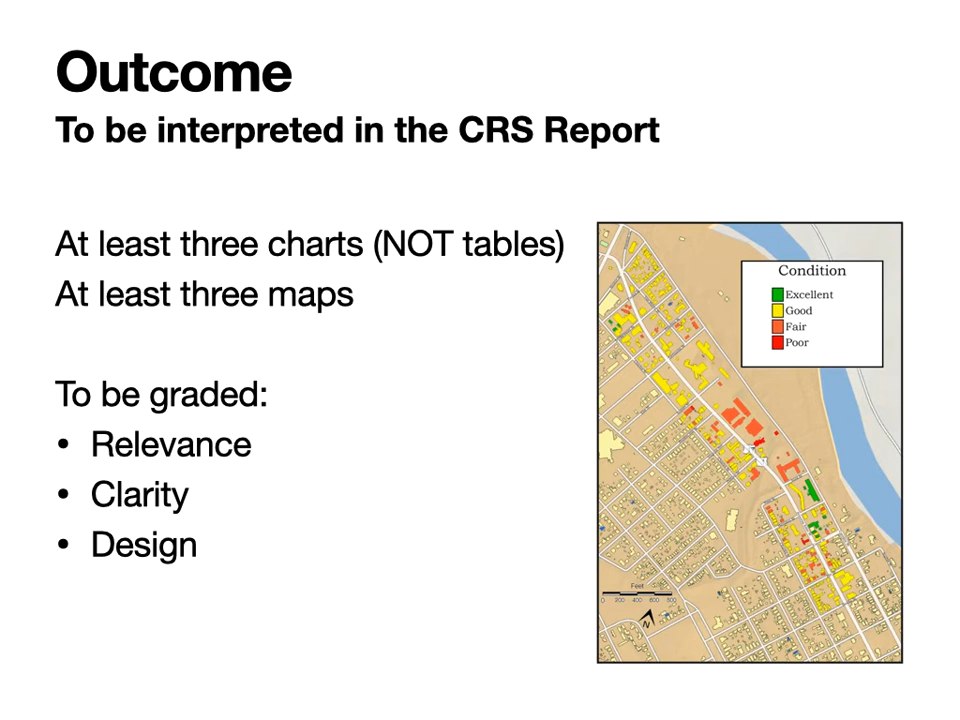 Outcome
To be interpreted in the CRS Report
At least three charts (NOT tables)
At least three maps
To be graded:
• Relevance
• Clarity
• Design
Condition
Excellent
Good
Fair
Poor
Feet
0 200 400 600 800
N